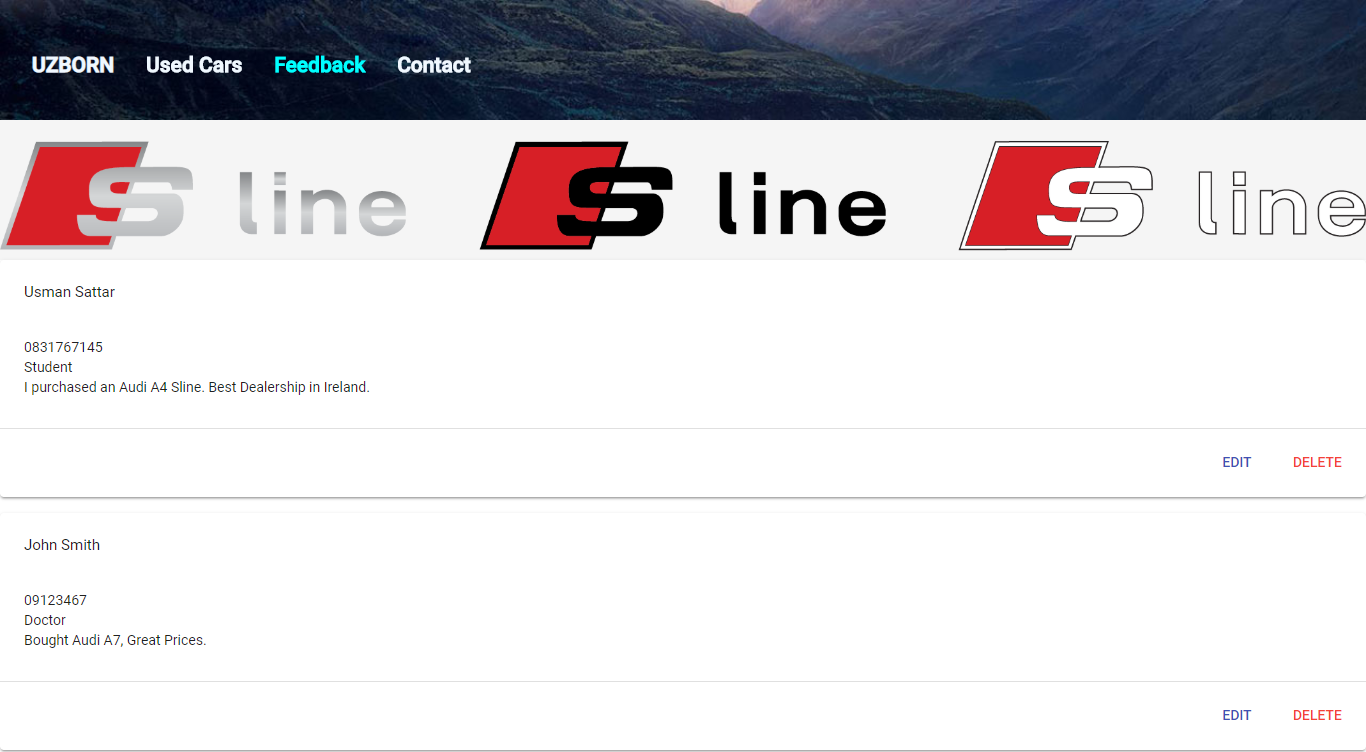 UZBORN Used Cars Feedback Contact
S line S line S line
Usman Sattar
0831767145
Student
I purchased an Audi A4 Sline. Best Dealership in Ireland.
EDIT DELETE
John Smith
09123467
Doctor
Bought Audi A7, Great Prices.
EDIT DELETE